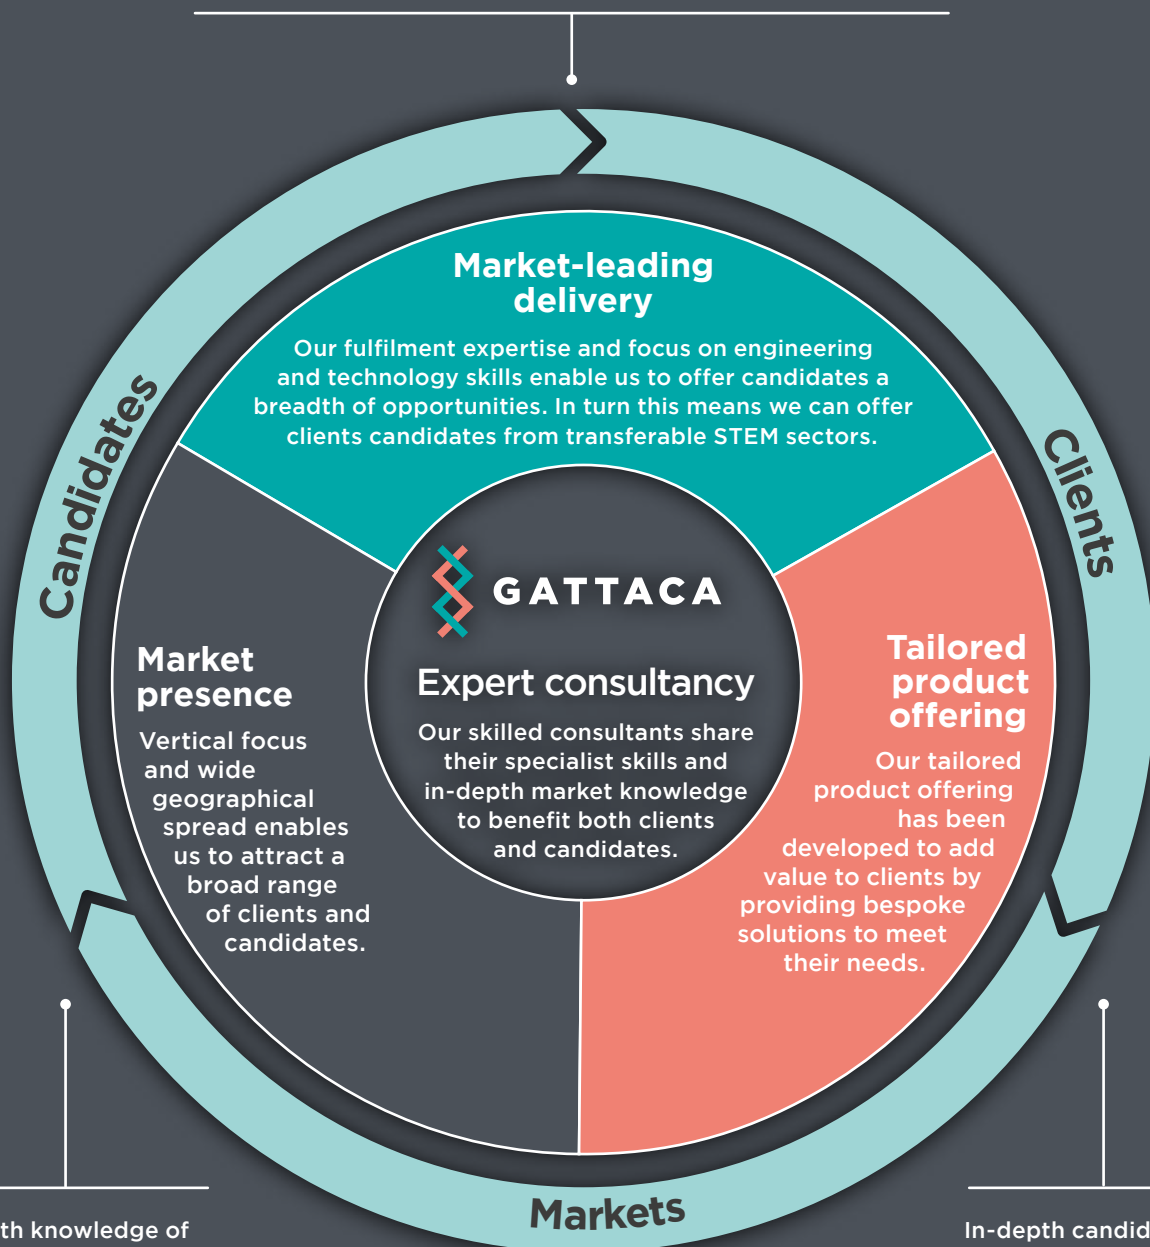 Market-leading
delivery
Our fulfilment expertise and focus on engineering
and technology skills enable us to offer candidates a
breadth of opportunities. In turn this means we can offer
clients candidates from transferable STEM sectors.
Candidates
Clients
GATTACA
Expert consultancy
Our skilled consultants share
their specialist skills and
in-depth market knowledge
to benefit both clients
and candidates.
Market
presence
Vertical focus
and wide
geographical
spread enables
us to attract a
broad range
of clients and
candidates.
Tailored
product
offering
Our tailored
product offering
has been
developed to add
value to clients by
providing bespoke
solutions to meet
their needs.
Markets
th knowledge of
In-depth candid